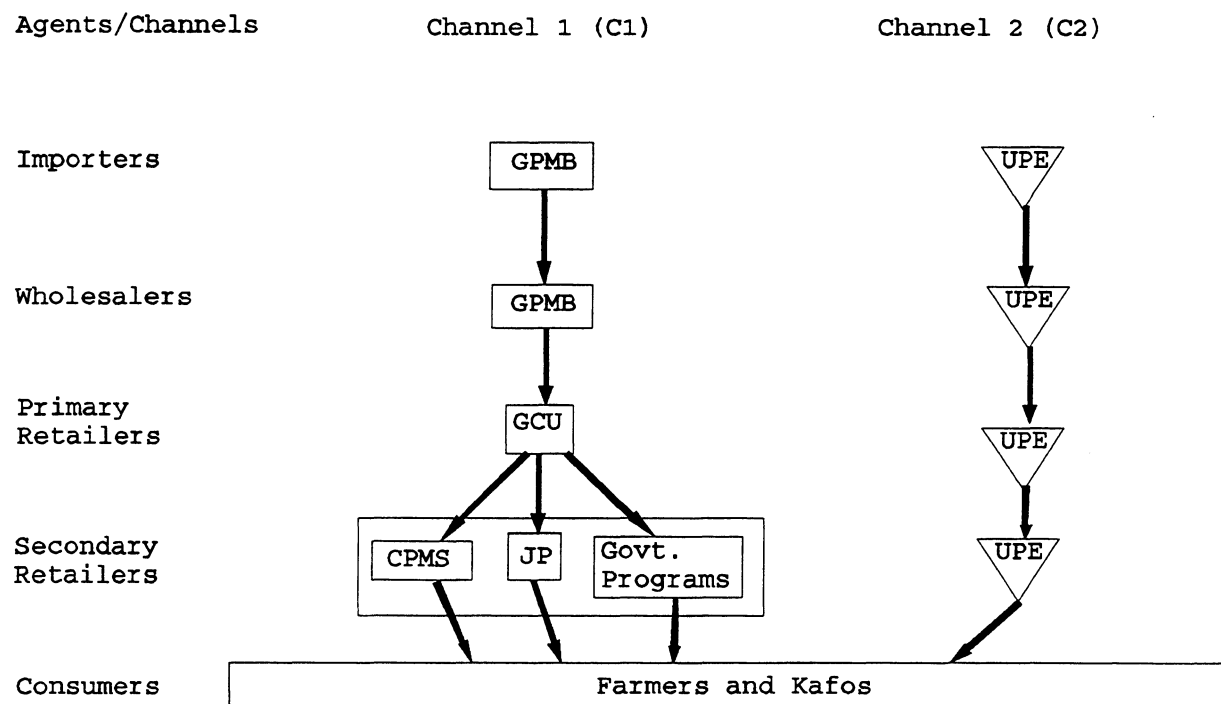 Agents/Channels Channel 1 (C1) Channel 2 (C2)
Importers GPMB UPE
Wholesalers GPMB UPE
Primary
Retailers GCU UPE
Secondary
Retailers CPMS JP Govt.
Programs UPE
Consumers Farmers and Kafos